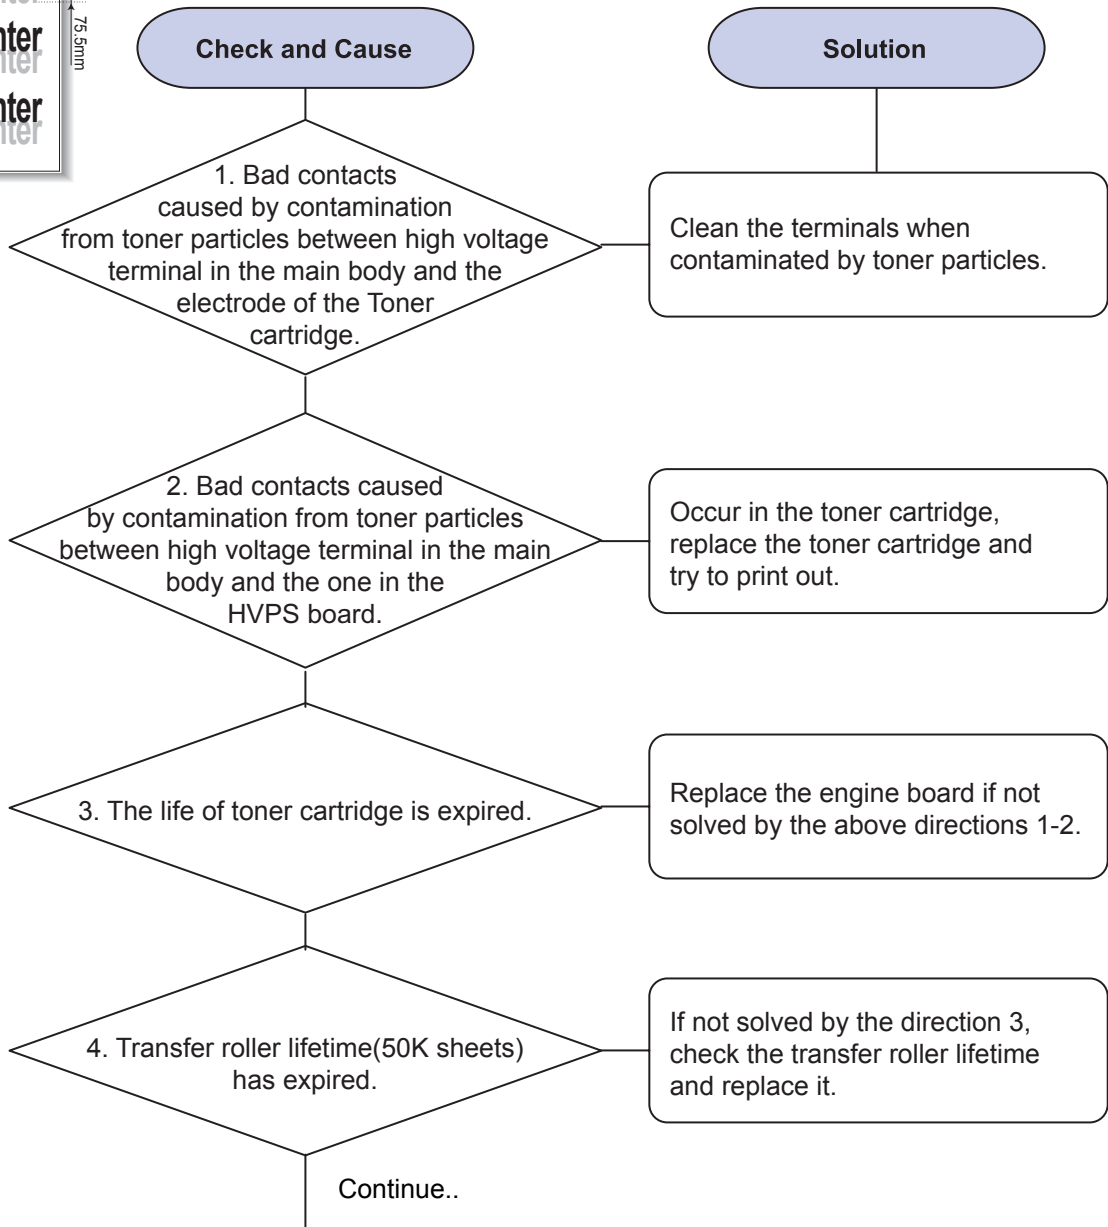 nter
nter
nter
nter
75.5mm
Check and Cause
Solution
1. Bad contacts
caused by contamination
from toner particles between high voltage
terminal in the main body and the
electrode of the Toner
cartridge.
Clean the terminals when
contaminated by toner particles.
2. Bad contacts caused
by contamination from toner particles
between high voltage terminal in the main
body and the one in the
HVPS board.
Occur in the toner cartridge,
replace the toner cartridge and
try to print out.
3. The life of toner cartridge is expired.
Replace the engine board if not
solved by the above directions 1-2.
4. Transfer roller lifetime(50K sheets)
has expired.
If not solved by the direction 3,
check the transfer roller lifetime
and replace it.
Continue..